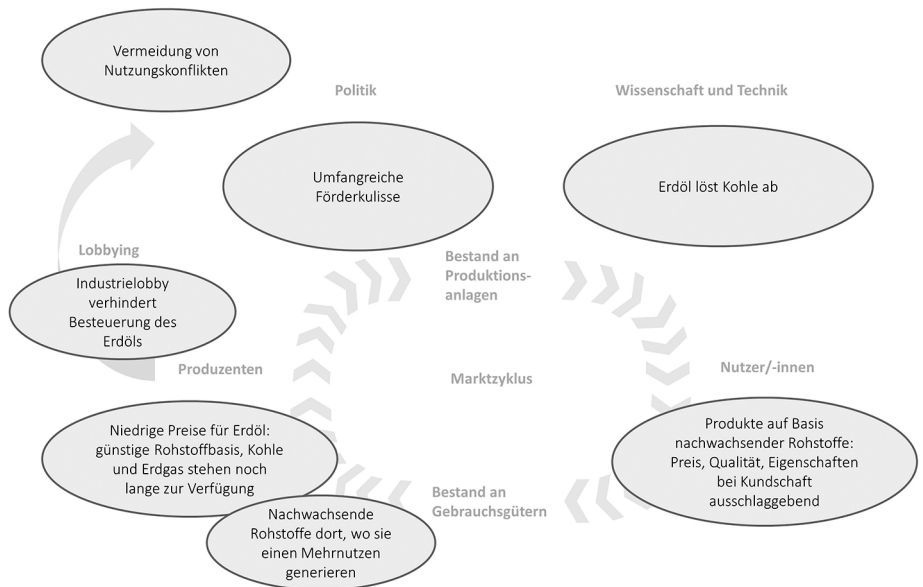 Vermeidung von
Nutzungskonflikten
Politik
Wissenschaft und Technik
Umfangreiche
Förderkulisse
Erdöl löst Kohle ab
Lobbying
Industrielobby
verhindert
Besteuerung des
Erdöls
Bestand an
Produktions-
anlagen
Produzenten
Marktzyklus
Nutzer/-innen
Niedrige Preise für Erdöl:
günstige Rohstoffbasis, Kohle
und Erdgas stehen noch
lange zur Verfügung
Produkte auf Basis
nachwachsender Rohstoffe:
Preis, Qualität, Eigenschaften
bei Kundschaft
ausschlaggebend
Bestand an
Gebrauchsgütern
Nachwachsende
Rohstoffe dort, wo sie
einen Mehrnutzen
generieren